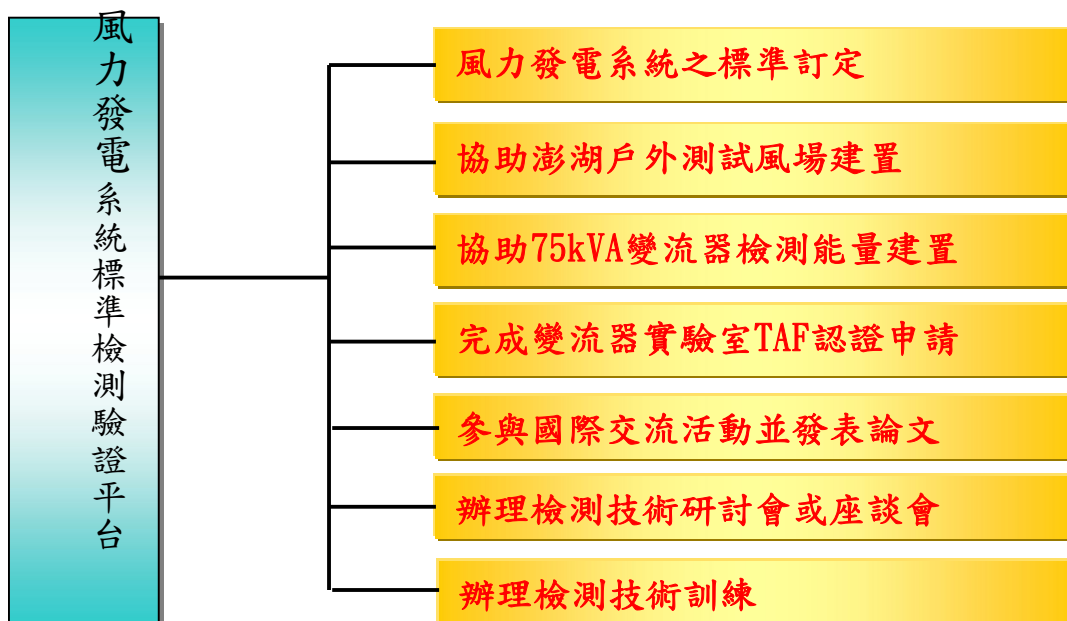 風力發電系統標準檢測驗證平台
風力發電系統之標準訂定
協助澎湖戶外測試風場建置
協助75kVA變流器檢測能量建置
完成變流器實驗室TAF認證申請
參與國際交流活動並發表論文
辦理檢測技術研討會或座談會
辦理檢測技術訓練